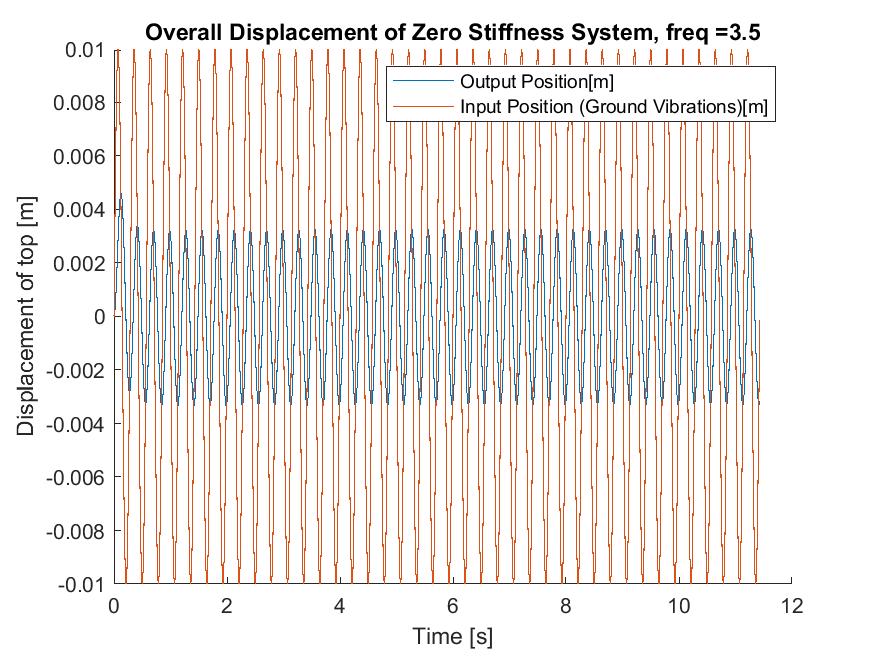 Overall Displacement of Zero Stiffness System, freq =3.5
0.01
0.008
0.006
0.004
0.002
0
-0.002
-0.004
-0.006
-0.008
-0.01
Displacement of top [m]
Output Position[m]
Input Position (Ground Vibrations)[m]
0 2 4 6 8 10 12
Time [s]